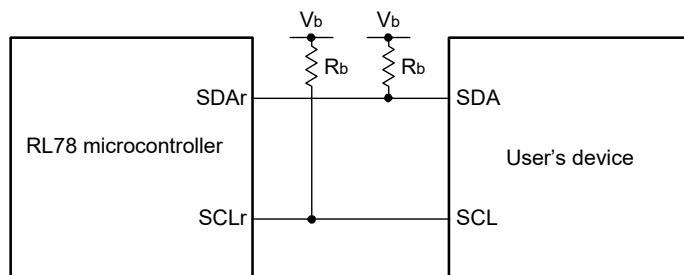 Vb Vb
Rb Rb
SDAr SDA
RL78 microcontroller User's device
SCLr SCL